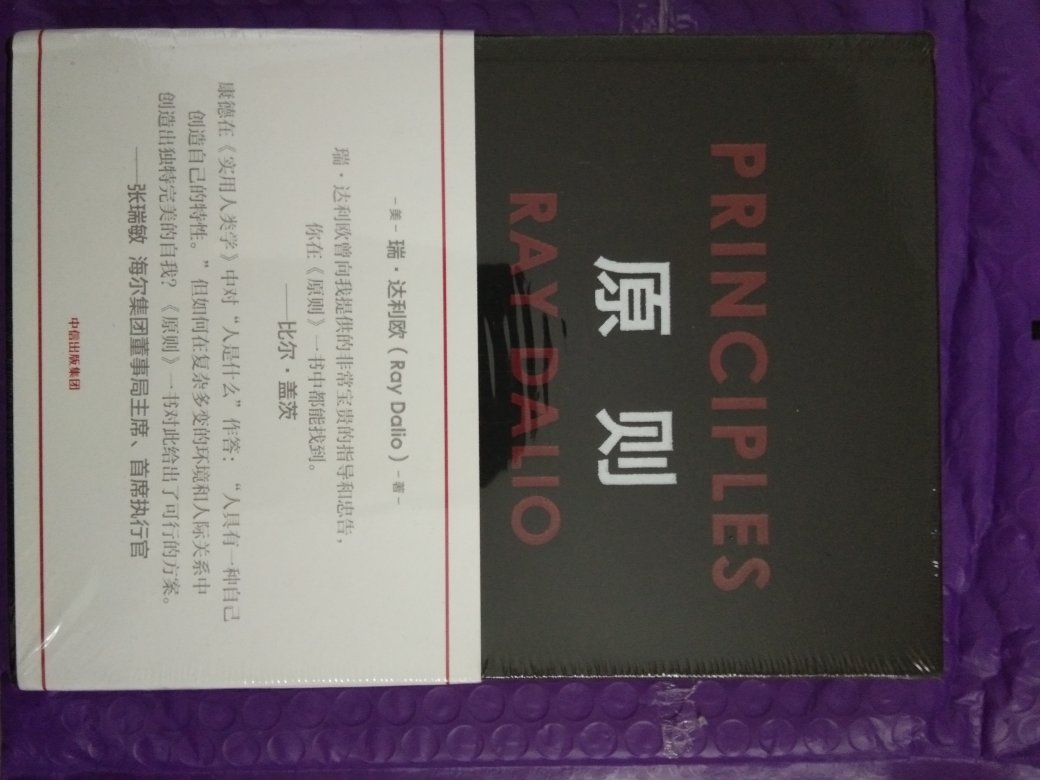 PRINCIPLES
原则
RAY DALIO
-美- 瑞·达利欧（Ray Dalio）-著-
瑞·达利欧曾向我提供的非常宝贵的指导和忠告，
你在《原则》一书中都能找到。
——比尔·盖茨
康德在《实用人类学》中对“人是什么”作答：“人具有一种自己
创造自己的特性。”但如何在复杂多变的环境和人际关系中
创造出独特完美的自我？《原则》一书对此给出了可行的方案。
——张瑞敏 海尔集团董事局主席、首席执行官
中信出版集团